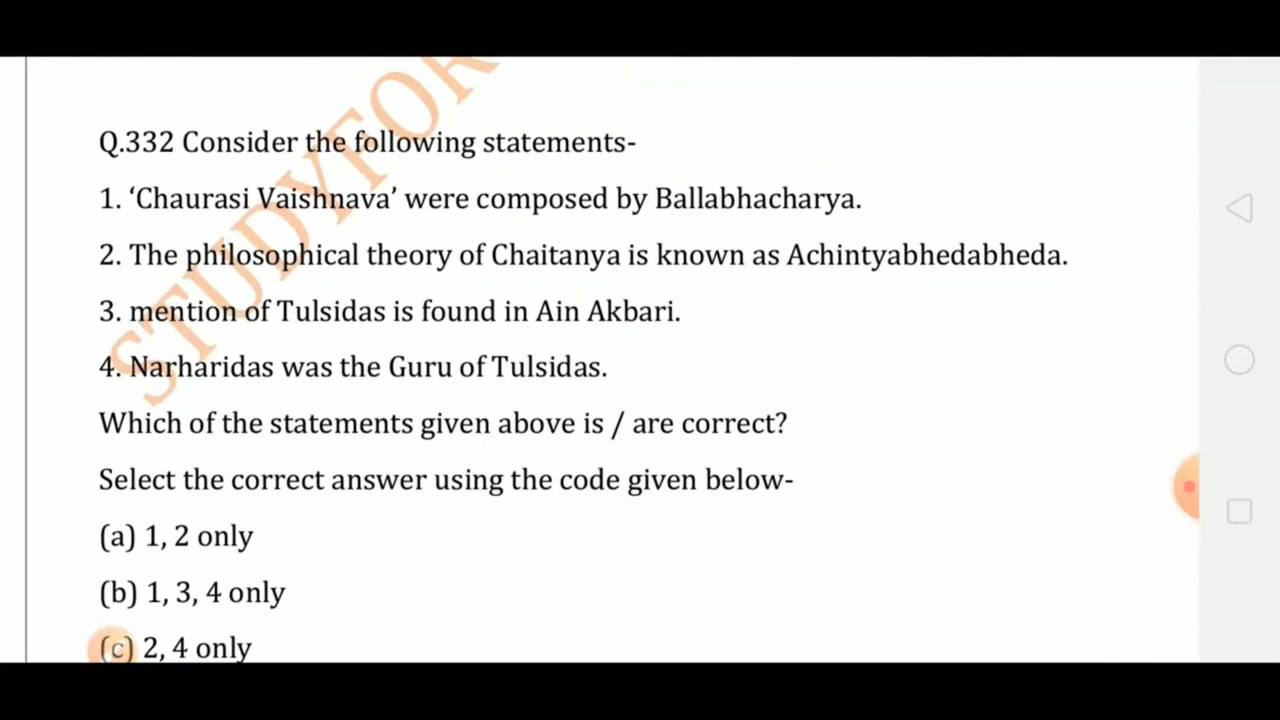 STUDYFOR
Q.332 Consider the following statements-
1. ‘Chaurasi Vaishnava’ were composed by Ballabhacharya.
2. The philosophical theory of Chaitanya is known as Achintyabhedabheda.
3. mention of Tulsidas is found in Ain Akbari.
4. Narharidas was the Guru of Tulsidas.
Which of the statements given above is / are correct?
Select the correct answer using the code given below-
(a) 1, 2 only
(b) 1, 3, 4 only
(c) 2, 4 only